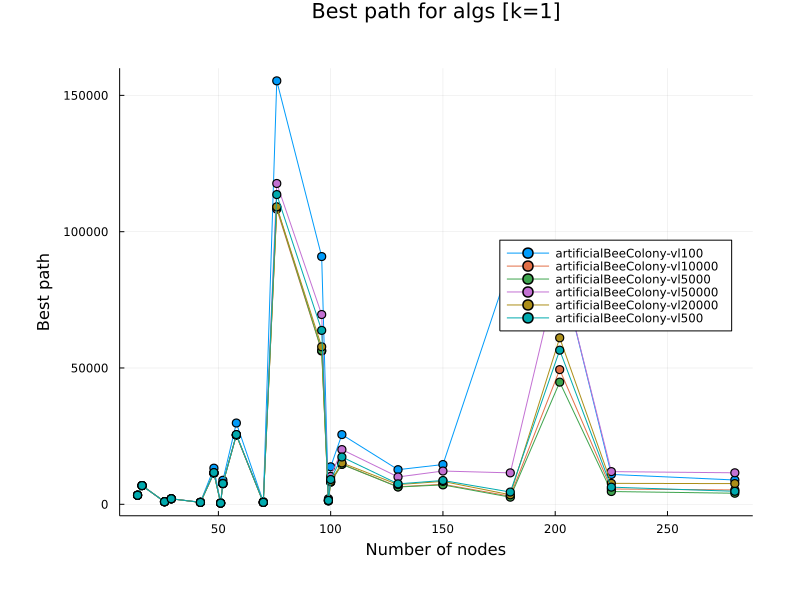 Best path for algs [k=1]
Best path
150000
100000
50000
0
artificialBeeColony-vl100
artificialBeeColony-vl10000
artificialBeeColony-vl5000
artificialBeeColony-vl50000
artificialBeeColony-vl20000
artificialBeeColony-vl500
50
100
150
200
250
Number of nodes